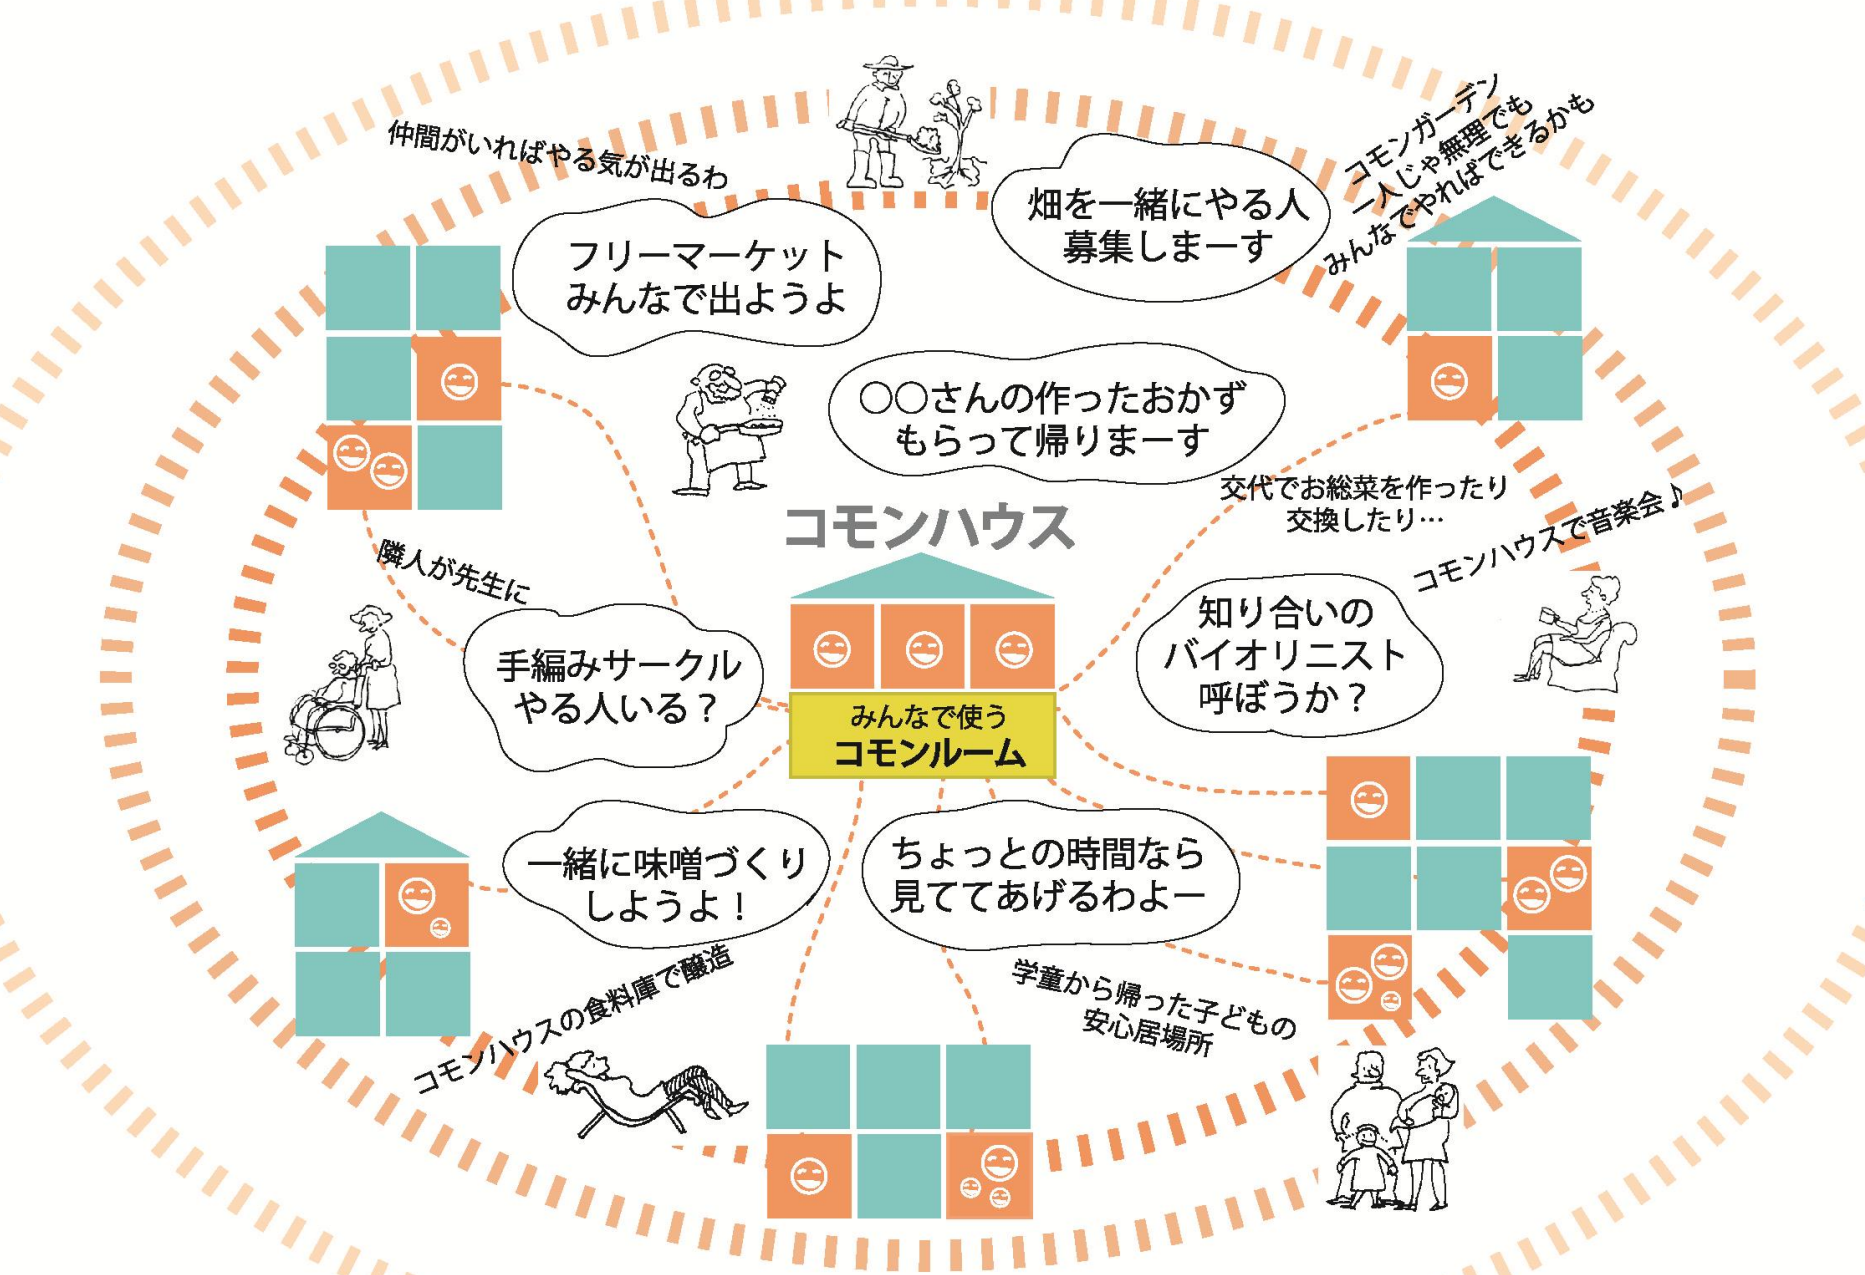 仲間がいればやる気が出るわ
コモンガーデン
一人じゃ無理でも
みんなでやればできるかも
畑を一緒にやる人
募集しまーす
フリーマーケット
みんなで出ようよ
〇〇さんの作ったおかず
もらって帰りまーす
交代でお総菜を作ったり
交換したり…
コモンハウス
コモンハウスで音楽会♪
隣人が先生に
知り合いの
バイオリニスト
呼ぼうか？
手編みサークル
やる人いる？
みんなで使う
コモンルーム
一緒に味噌づくり
しようよ！
ちょっとの時間なら
見ててあげるわよー
コモンハウスの食料庫で醸造
学童から帰った子どもの
安心居場所